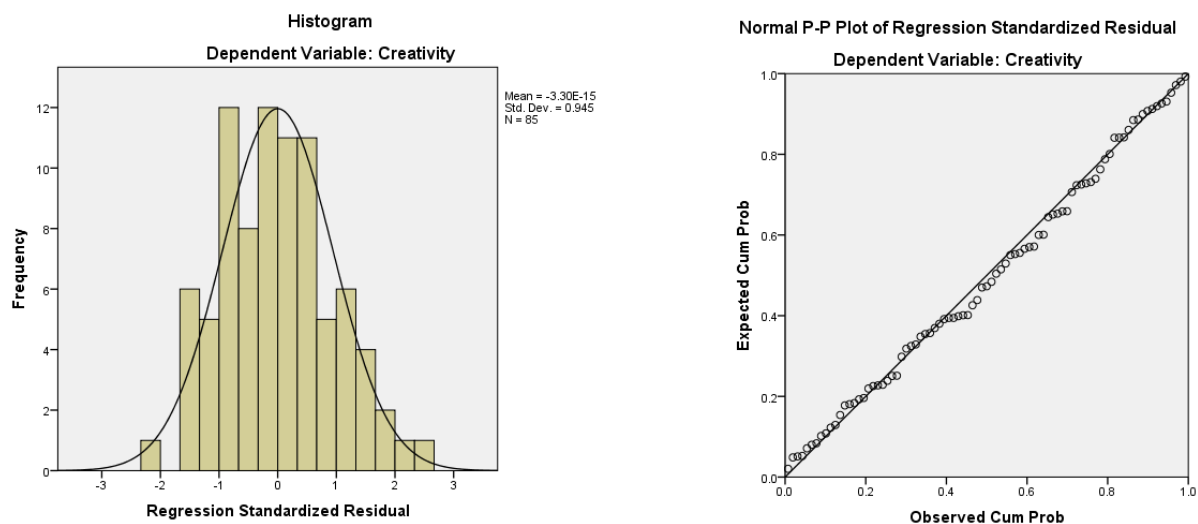 Histogram
Dependent Variable: Creativity
Mean = -3.30E-15
Std. Dev. = 0.945
N = 85
Frequency
12
10
8
6
4
2
0
-3 -2 -1 0 1 2 3
Regression Standardized Residual
Normal P-P Plot of Regression Standardized Residual
Dependent Variable: Creativity
Expected Cum Prob
1.0
0.8
0.6
0.4
0.2
0.0
0.0 0.2 0.4 0.6 0.8 1.0
Observed Cum Prob